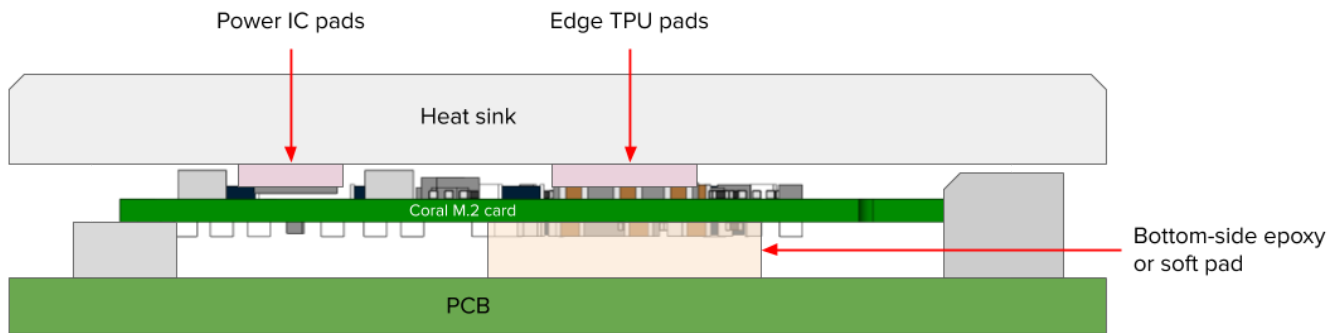 Power IC pads
Edge TPU pads
Heat sink
Coral M.2 card
Bottom-side epoxy
or soft pad
PCB